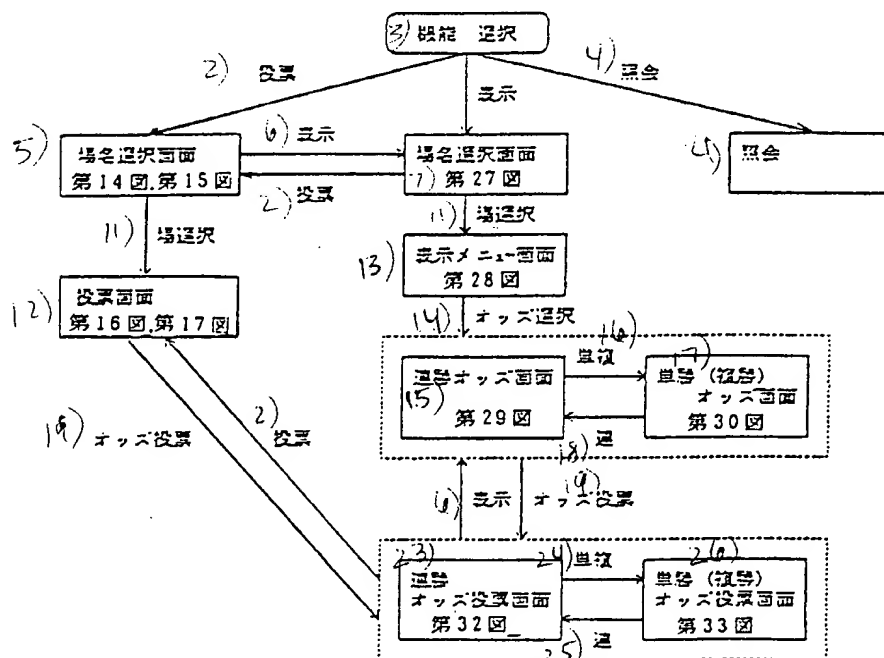 3) 機能 選択
2) 投票
表示
4) 照会
5) 場名選択画面
第14図,第15図
6) 表示
2) 投票
場名選択画面
7) 第27図
照会
11) 場選択
11) 場選択
13) 表示メニュー画面
第28図
12) 投票画面
第16図,第17図
14) オッズ選択
連勝オッズ画面
15) 第29図
16) 単複
18) 連
17) 単勝(複勝)
オッズ画面
第30図
19) オッズ投票
2) 投票
6) 表示
19) オッズ投票
23) 連勝
オッズ投票画面
第32図
24) 単複
25) 連
26) 単勝(複勝)
オッズ投票画面
第33図